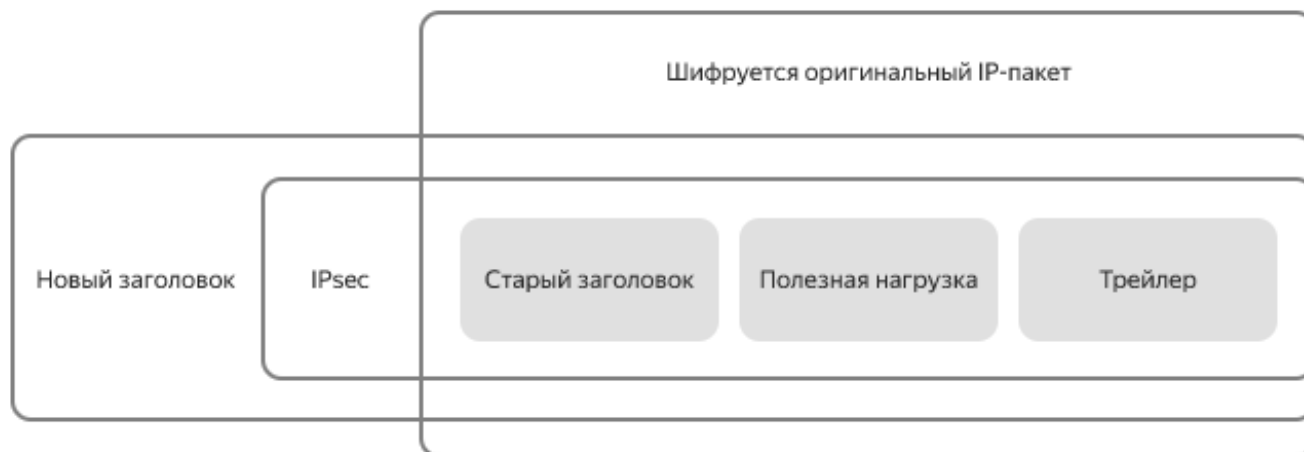 Шифруется оригинальный IP-пакет
Новый заголовок
IPsec
Старый заголовок
Полезная нагрузка
Трейлер